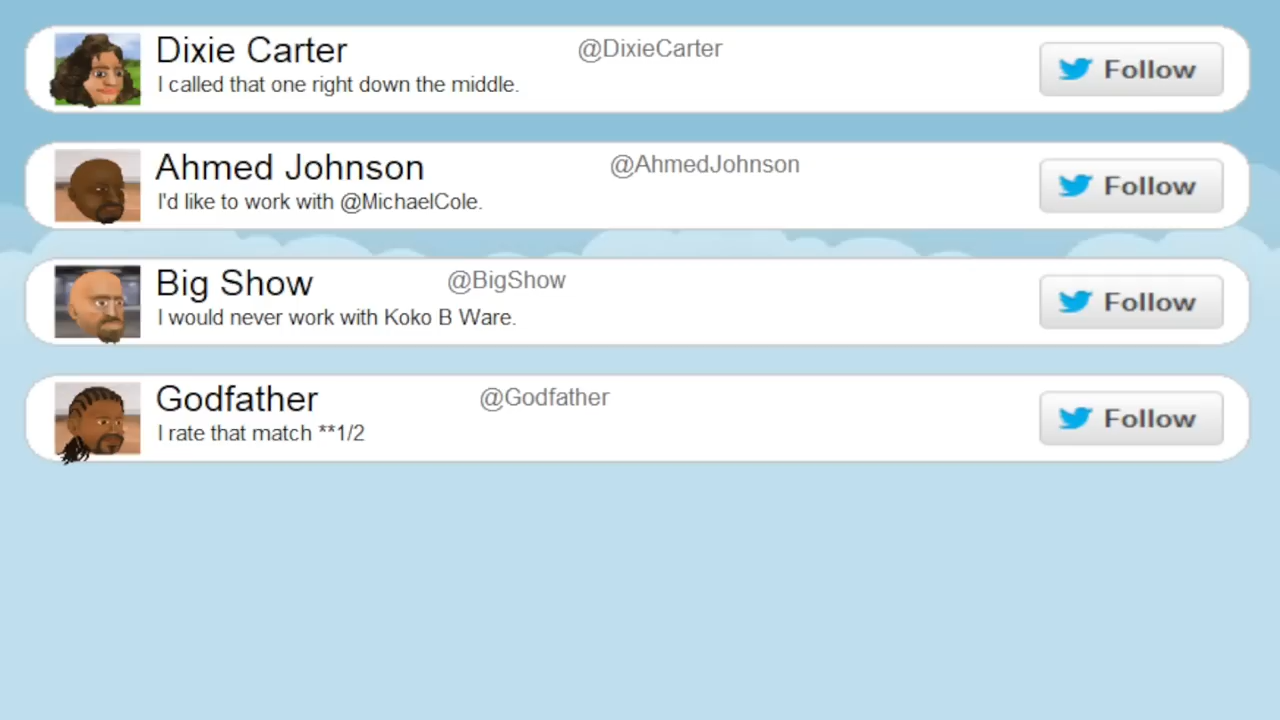 Dixie Carter @DixieCarter
I called that one right down the middle.
Follow
Ahmed Johnson @AhmedJohnson
I'd like to work with @MichaelCole.
Follow
Big Show @BigShow
I would never work with Koko B Ware.
Follow
Godfather @Godfather
I rate that match **1/2
Follow